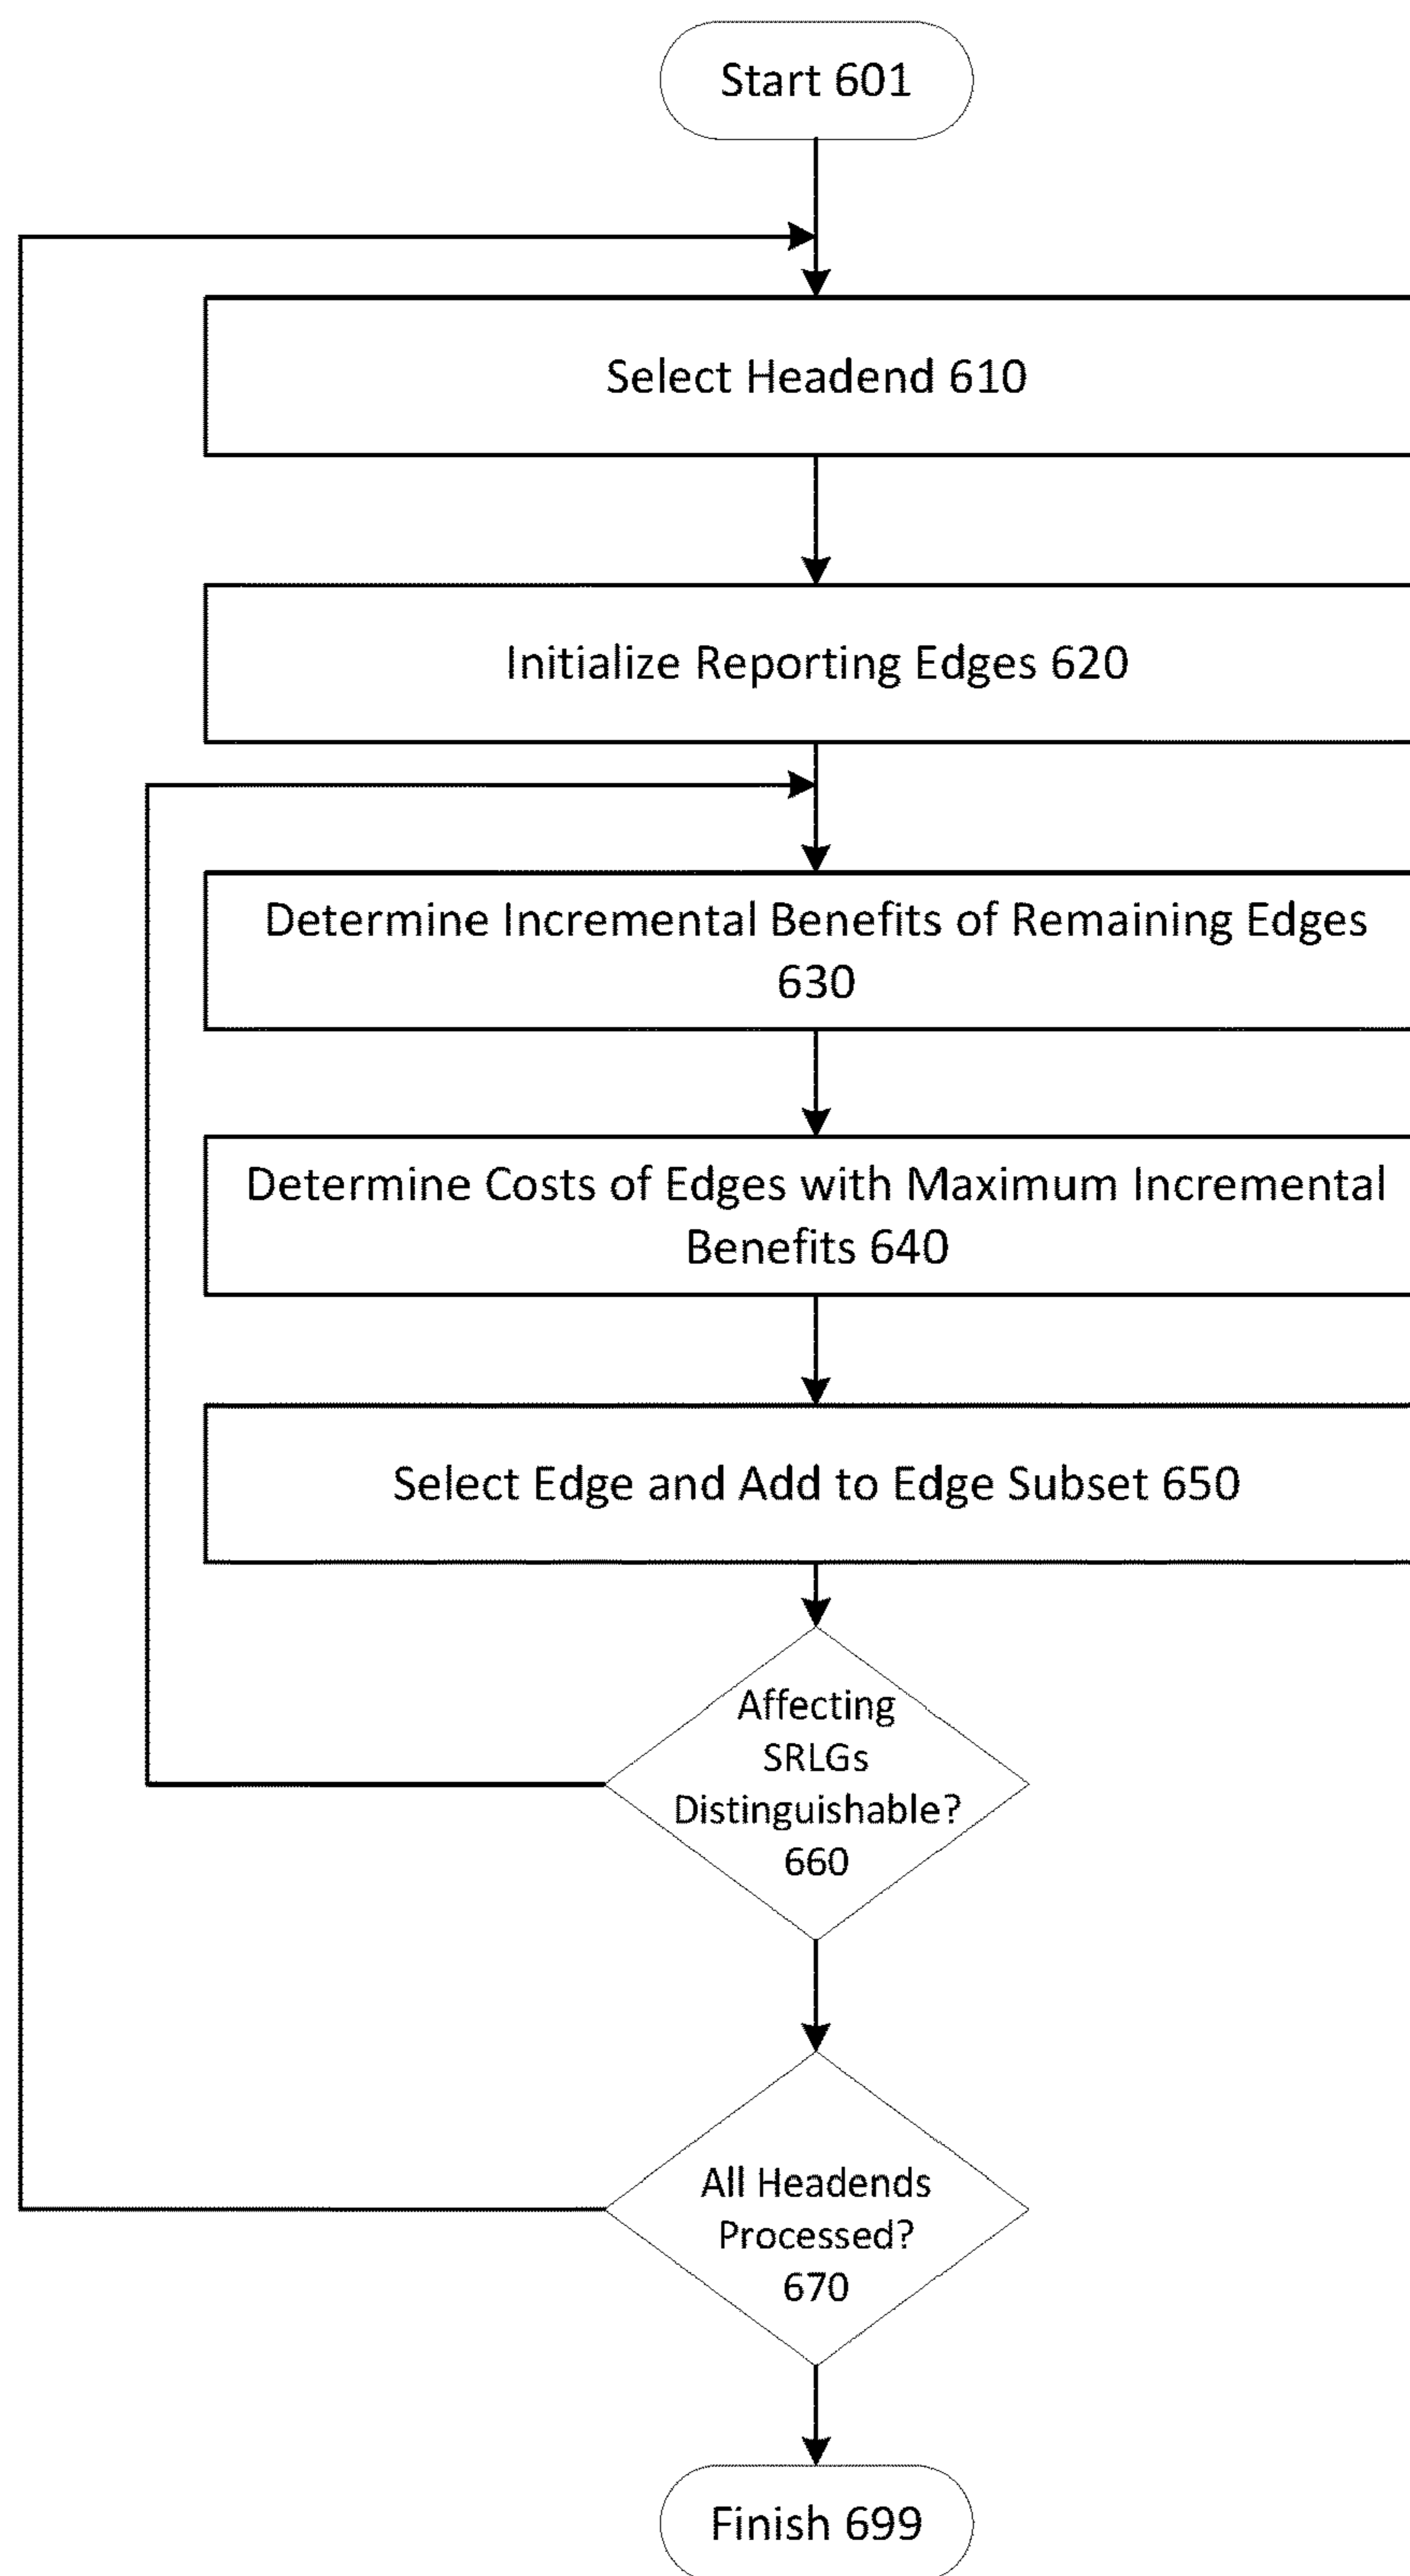 Start 601
Select Headend 610
Initialize Reporting Edges 620
Determine Incremental Benefits of Remaining Edges
630
Determine Costs of Edges with Maximum Incremental
Benefits 640
Select Edge and Add to Edge Subset 650
Affecting
SRLGs
Distinguishable?
660
All Headends
Processed?
670
Finish 699